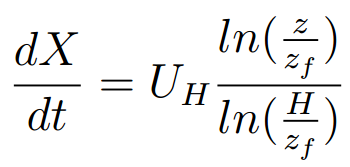 dX/dt = U_H ln(z/z_f)/ln(H/z_f)